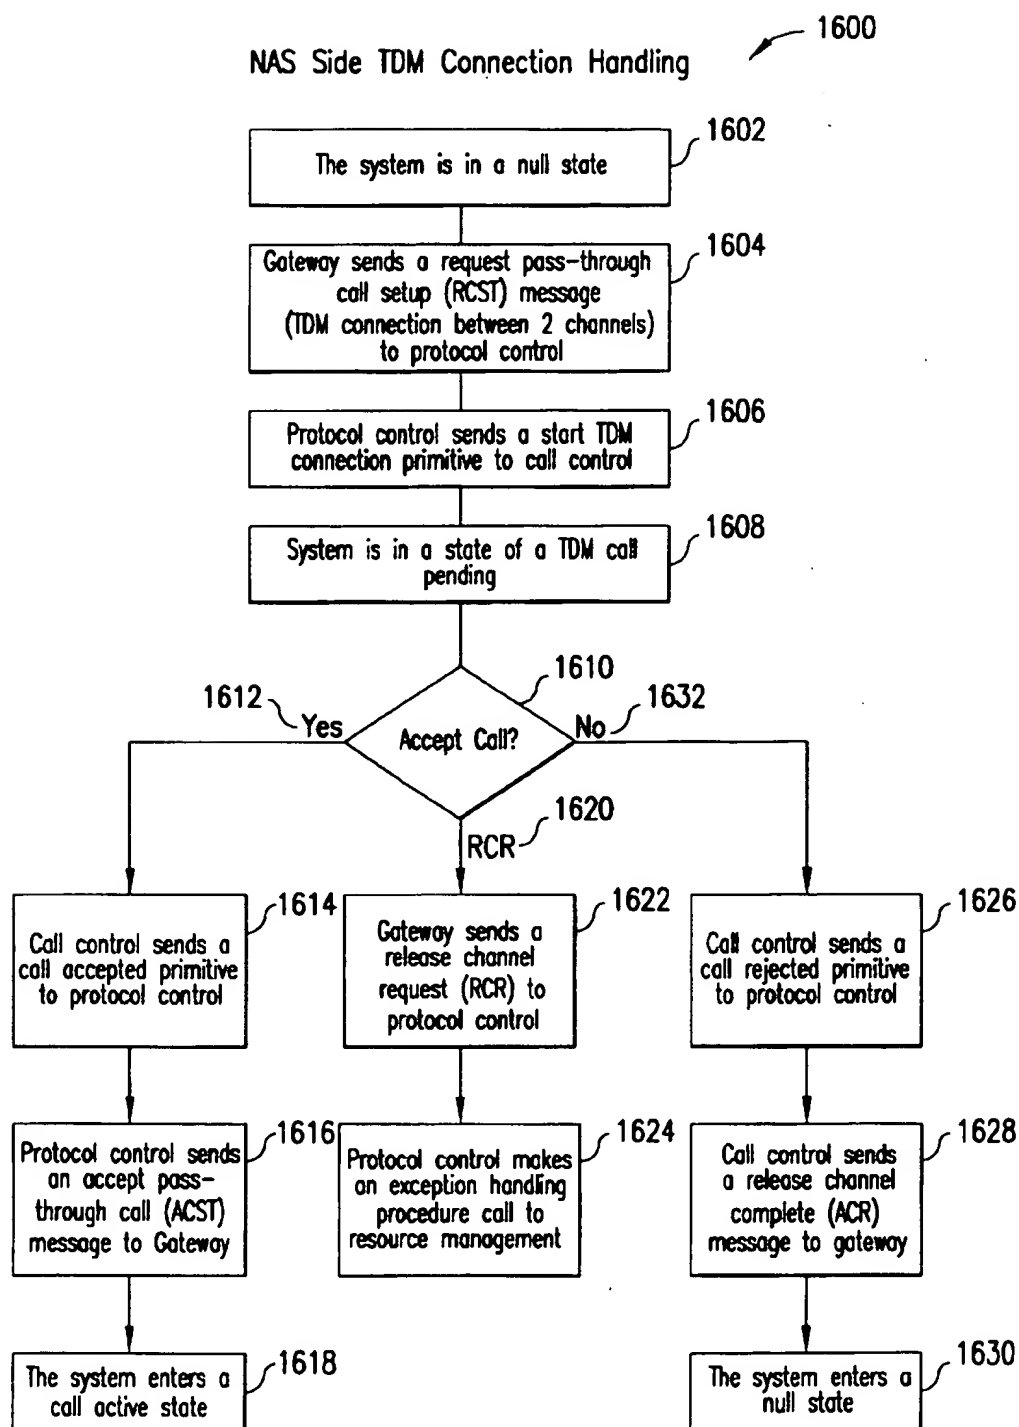 1600
NAS Side TDM Connection Handling
1602
The system is in a null state
1604
Gateway sends a request pass-through
call setup (RCST) message
(TDM connection between 2 channels)
to protocol control
1606
Protocol control sends a start TDM
connection primitive to call control
1608
System is in a state of a TDM call
pending
1610
1612
Yes
Accept Call?
No
1632
1620
RCR
1614
Call control sends a
call accepted primitive
to protocol control
1622
Gateway sends a
release channel
request (RCR) to
protocol control
1626
Call control sends a
call rejected primitive
to protocol control
1616
Protocol control sends
an accept pass-
through call (ACST)
message to Gateway
1624
Protocol control makes
an exception handling
procedure call to
resource management
1628
Call control sends
a release channel
complete (ACR)
message to gateway
1618
The system enters a
call active state
1630
The system enters a
null state